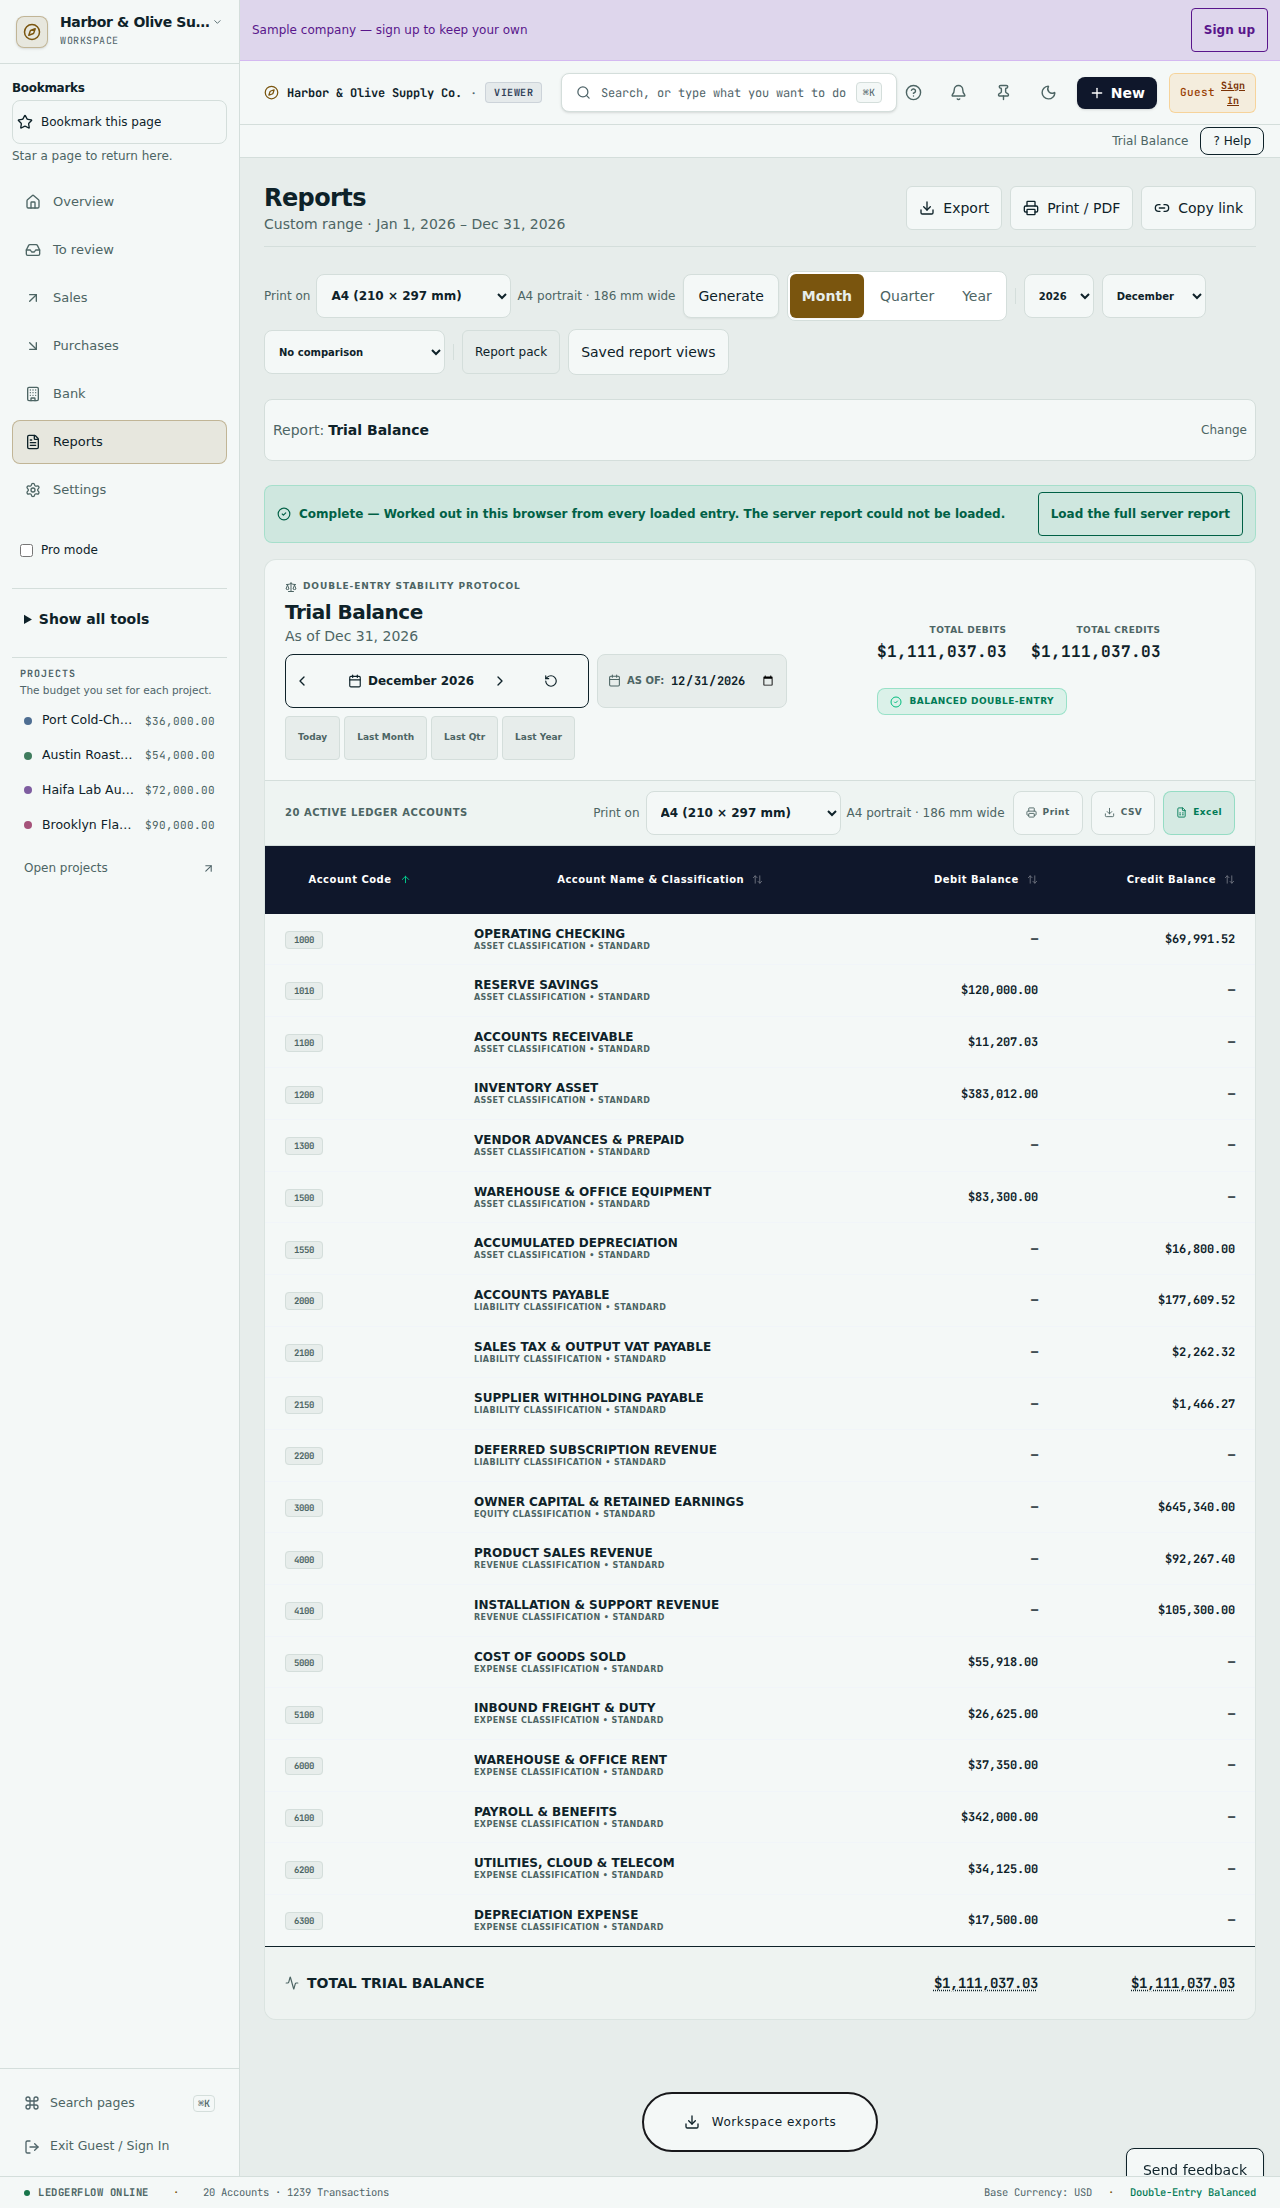 Harbor & Olive Su...
WORKSPACE
Bookmarks
Bookmark this page
Star a page to return here.
Overview
To review
Sales
Purchases
Bank
Reports
Settings
Pro mode
Show all tools
PROJECTS
The budget you set for each project.
Port Cold-Ch... $36,000.00
Austin Roast... $54,000.00
Haifa Lab Au... $72,000.00
Brooklyn Fla... $90,000.00
Open projects
Search pages ⌘K
Exit Guest / Sign In
Sample company — sign up to keep your own
Sign up
Harbor & Olive Supply Co. · VIEWER
Search, or type what you want to do ⌘K
New
Guest Sign In
Trial Balance ? Help
Reports
Custom range · Jan 1, 2026 – Dec 31, 2026
Export
Print / PDF
Copy link
Print on A4 (210 × 297 mm) A4 portrait · 186 mm wide Generate Month Quarter Year 2026 December
No comparison Report pack Saved report views
Report: Trial Balance Change
Complete — Worked out in this browser from every loaded entry. The server report could not be loaded. Load the full server report
DOUBLE-ENTRY STABILITY PROTOCOL
Trial Balance
As of Dec 31, 2026
December 2026 AS OF: 12/31/2026
Today Last Month Last Qtr Last Year
TOTAL DEBITS TOTAL CREDITS
$1,111,037.03 $1,111,037.03
BALANCED DOUBLE-ENTRY
20 ACTIVE LEDGER ACCOUNTS Print on A4 (210 × 297 mm) A4 portrait · 186 mm wide Print CSV Excel
Account Code Account Name & Classification Debit Balance Credit Balance
1000 OPERATING CHECKING – $69,991.52
ASSET CLASSIFICATION • STANDARD
1010 RESERVE SAVINGS $120,000.00 –
ASSET CLASSIFICATION • STANDARD
1100 ACCOUNTS RECEIVABLE $11,207.03 –
ASSET CLASSIFICATION • STANDARD
1200 INVENTORY ASSET $383,012.00 –
ASSET CLASSIFICATION • STANDARD
1300 VENDOR ADVANCES & PREPAID – –
ASSET CLASSIFICATION • STANDARD
1500 WAREHOUSE & OFFICE EQUIPMENT $83,300.00 –
ASSET CLASSIFICATION • STANDARD
1550 ACCUMULATED DEPRECIATION – $16,800.00
ASSET CLASSIFICATION • STANDARD
2000 ACCOUNTS PAYABLE – $177,609.52
LIABILITY CLASSIFICATION • STANDARD
2100 SALES TAX & OUTPUT VAT PAYABLE – $2,262.32
LIABILITY CLASSIFICATION • STANDARD
2150 SUPPLIER WITHHOLDING PAYABLE – $1,466.27
LIABILITY CLASSIFICATION • STANDARD
2200 DEFERRED SUBSCRIPTION REVENUE – –
LIABILITY CLASSIFICATION • STANDARD
3000 OWNER CAPITAL & RETAINED EARNINGS – $645,340.00
EQUITY CLASSIFICATION • STANDARD
4000 PRODUCT SALES REVENUE – $92,267.40
REVENUE CLASSIFICATION • STANDARD
4100 INSTALLATION & SUPPORT REVENUE – $105,300.00
REVENUE CLASSIFICATION • STANDARD
5000 COST OF GOODS SOLD $55,918.00 –
EXPENSE CLASSIFICATION • STANDARD
5100 INBOUND FREIGHT & DUTY $26,625.00 –
EXPENSE CLASSIFICATION • STANDARD
6000 WAREHOUSE & OFFICE RENT $37,350.00 –
EXPENSE CLASSIFICATION • STANDARD
6100 PAYROLL & BENEFITS $342,000.00 –
EXPENSE CLASSIFICATION • STANDARD
6200 UTILITIES, CLOUD & TELECOM $34,125.00 –
EXPENSE CLASSIFICATION • STANDARD
6300 DEPRECIATION EXPENSE $17,500.00 –
EXPENSE CLASSIFICATION • STANDARD
TOTAL TRIAL BALANCE $1,111,037.03 $1,111,037.03
Workspace exports
Send feedback
LEDGERFLOW ONLINE · 20 Accounts · 1239 Transactions Base Currency: USD · Double-Entry Balanced